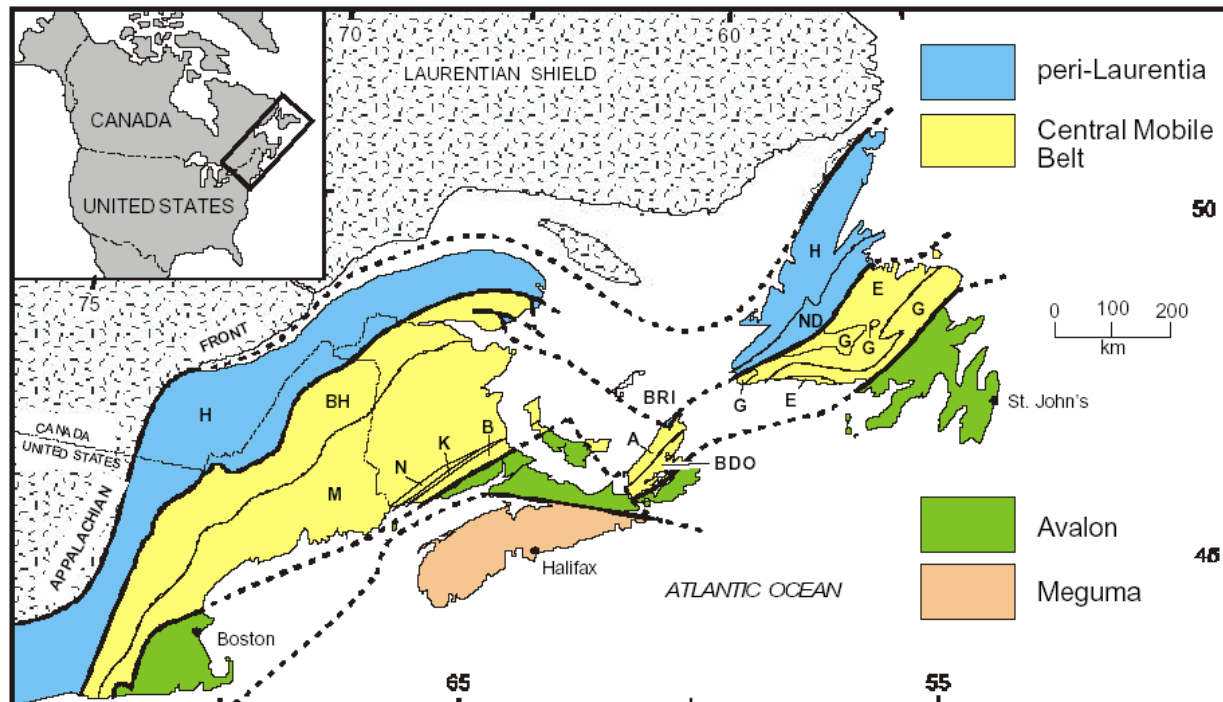 CANADA
UNITED STATES
70
60
LAURENTIAN SHIELD
peri-Laurentia
Central Mobile
Belt
50
75
FRONT
H
E
ND
G
G
G
0 100 200
km
BRI
G
E
St. John's
BH
H
CANADA
UNITED STATES
A
BDO
B
K
N
M
APPALACHIAN
Avalon
Halifax
ATLANTIC OCEAN
Meguma
Boston
65
55